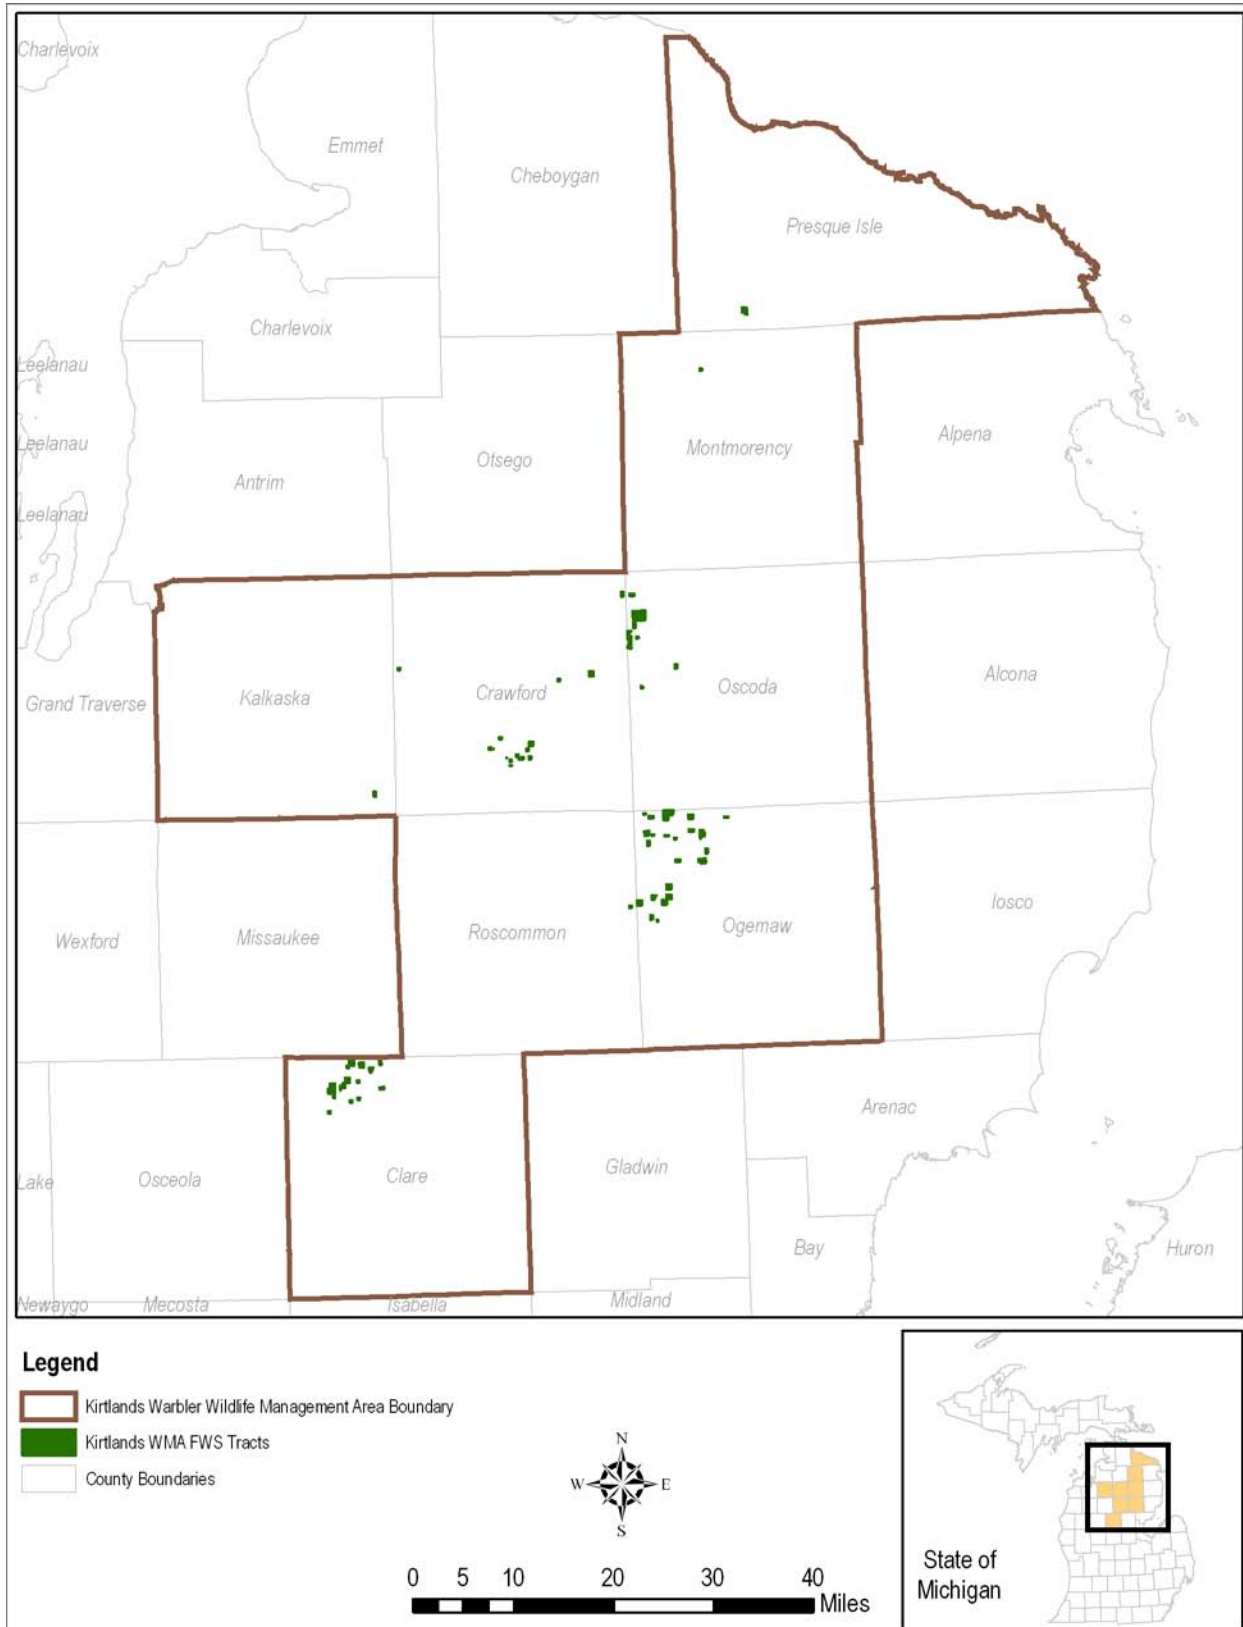 Charlevoix
Emmet
Cheboygan
Presque Isle
Charlevoix
Leelanau
Leelanau
Alpena
Montmorency
Otsego
Antrim
Leelanau
Alcona
Oscoda
Crawford
Kalkaska
Grand Traverse
Iosco
Ogemaw
Roscommon
Missaukee
Wexford
Arenac
Gladwin
Clare
Osceola
Lake
Bay
Huron
Newaygo
Mecosta
Isabella
Midland
Legend
Kirtlands Warbler Wildlife Management Area Boundary
Kirtlands WMA FWS Tracts
County Boundaries
N
W E
S
0 5 10 20 30 40
Miles
State of
Michigan